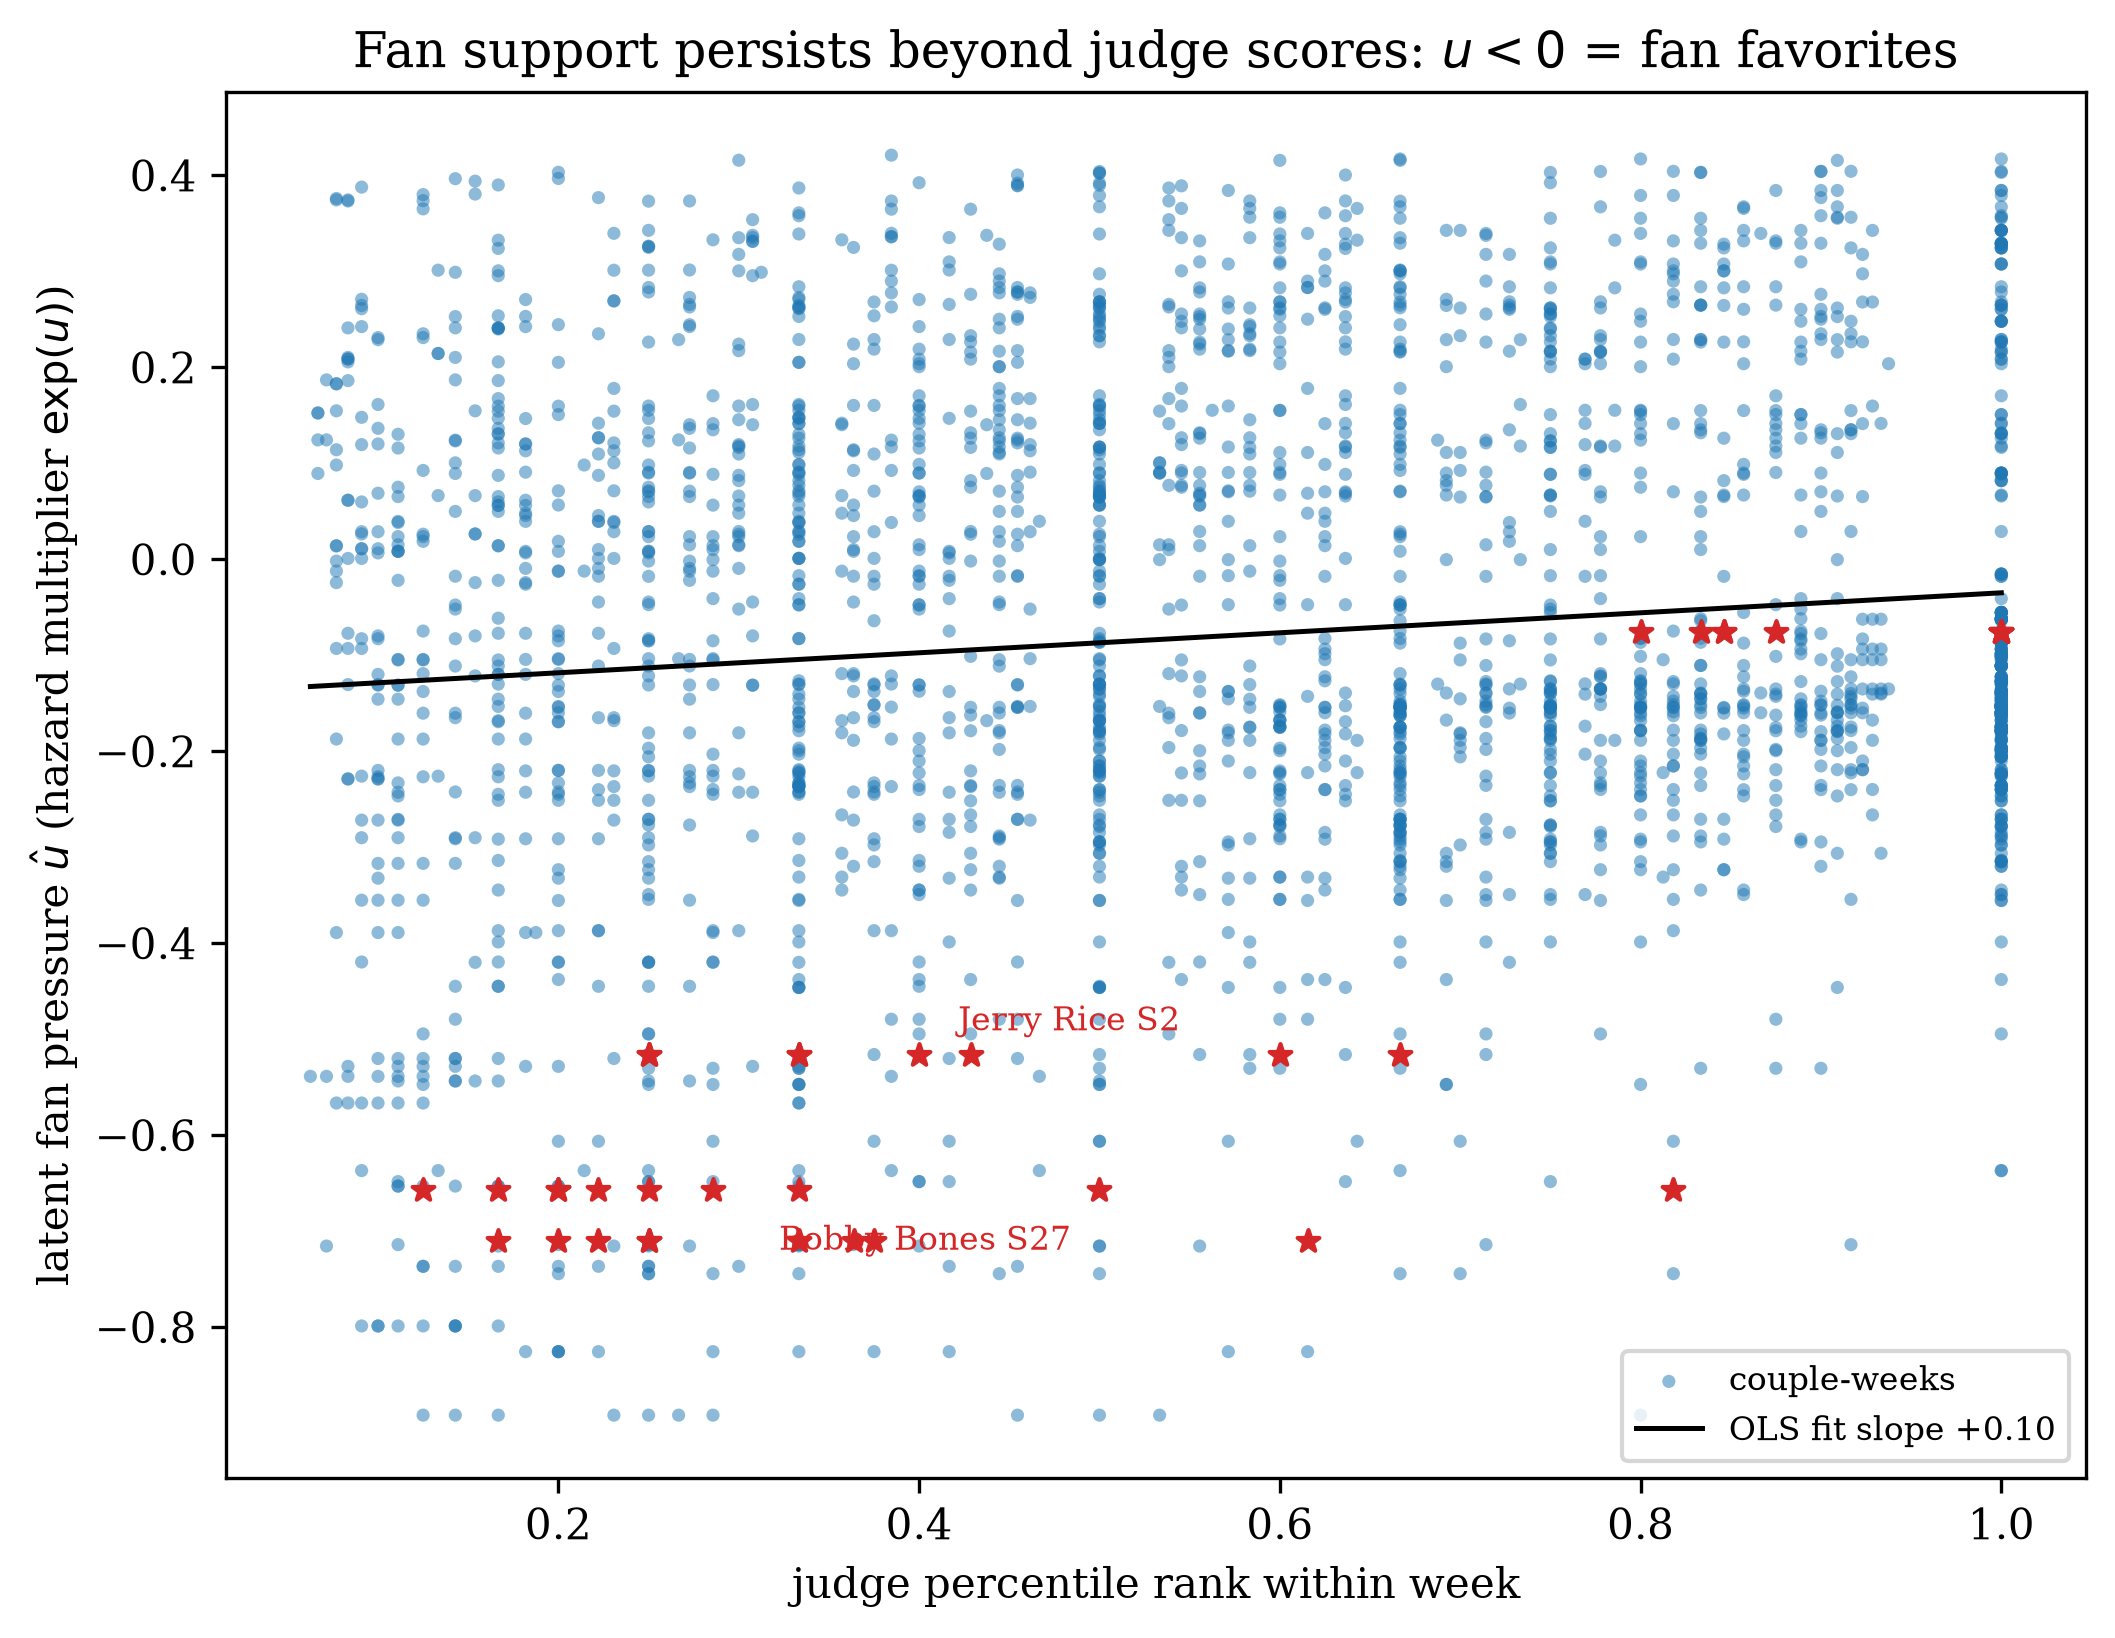 Fan support persists beyond judge scores: u < 0 = fan favorites
latent fan pressure û (hazard multiplier exp(u))
0.4
0.2
0.0
−0.2
−0.4
−0.6
−0.8
Jerry Rice S2
Bobby Bones S27
couple-weeks
OLS fit slope +0.10
0.2
0.4
0.6
0.8
1.0
judge percentile rank within week